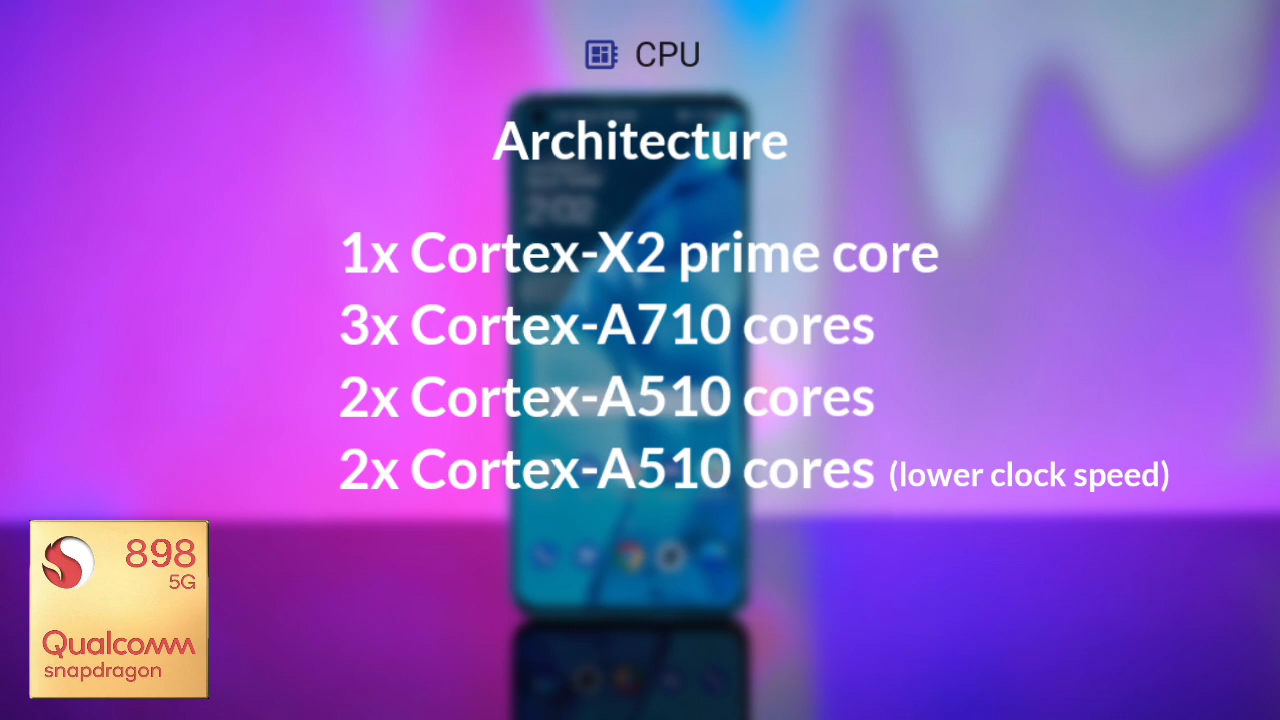 CPU
Architecture
1x Cortex-X2 prime core
3x Cortex-A710 cores
2x Cortex-A510 cores
2x Cortex-A510 cores (lower clock speed)
898
5G
Qualcomm
snapdragon